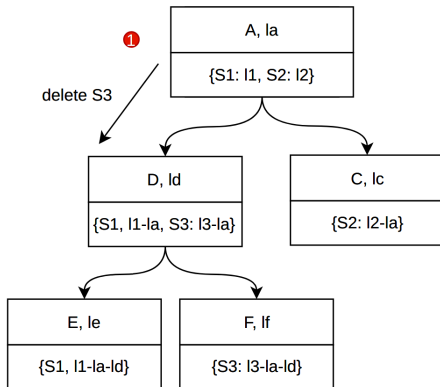 1
A, la
{S1: l1, S2: l2}
delete S3
D, ld
{S1, l1-la, S3: l3-la}
C, lc
{S2: l2-la}
E, le
{S1, l1-la-ld}
F, lf
{S3: l3-la-ld}